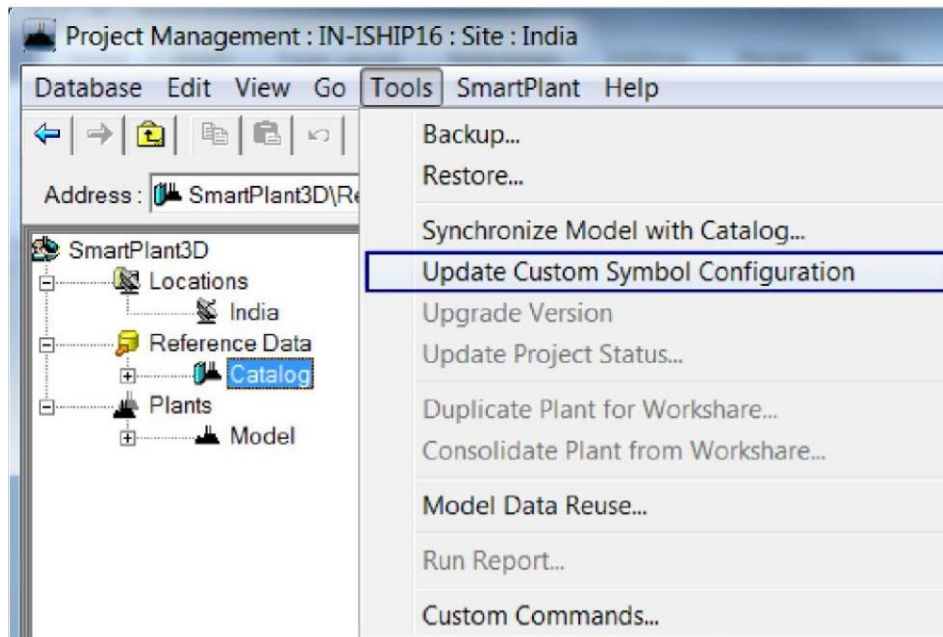 Project Management : IN-ISHIP16 : Site : India
Database Edit View Go Tools SmartPlant Help
Address : SmartPlant3D\Re
SmartPlant3D
Locations
India
Reference Data
Catalog
Plants
Model
Backup...
Restore...
Synchronize Model with Catalog...
Update Custom Symbol Configuration
Upgrade Version
Update Project Status...
Duplicate Plant for Workshare...
Consolidate Plant from Workshare...
Model Data Reuse...
Run Report...
Custom Commands...